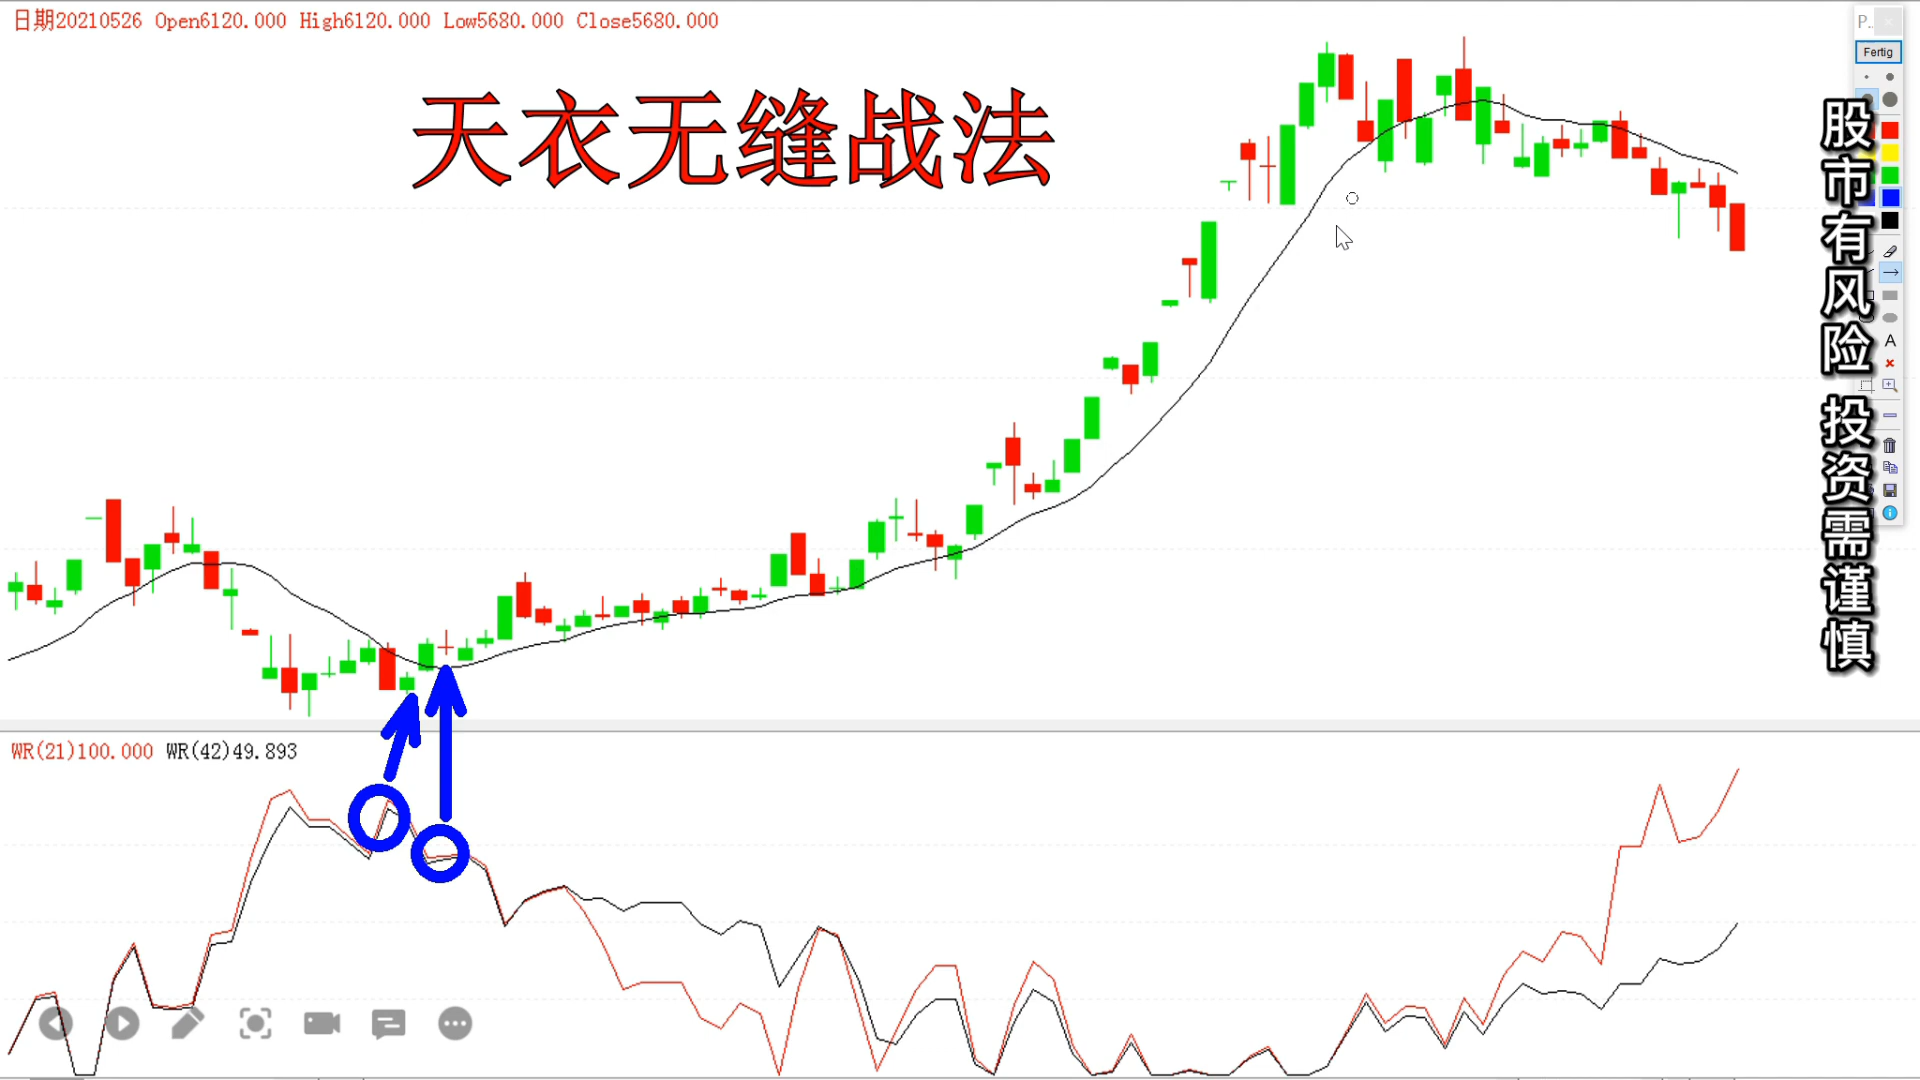 日期20210526 Open6120.000 High6120.000 Low5680.000 Close5680.000
P..
Fertig
天衣无缝战法
股市有风险 投资需谨慎
A
WR(21)100.000 WR(42)49.893